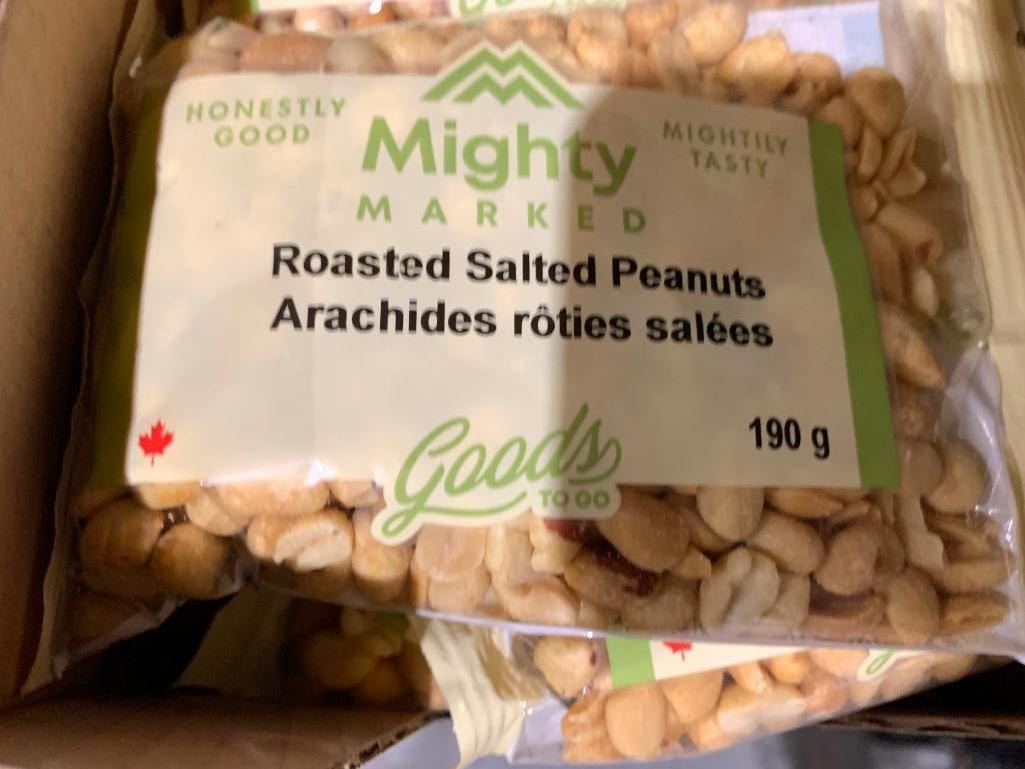 HONESTLY
GOOD
Mighty
MARKED
MIGHTILY
TASTY
Roasted Salted Peanuts
Arachides rôties salées
Goods
TO GO
190 g